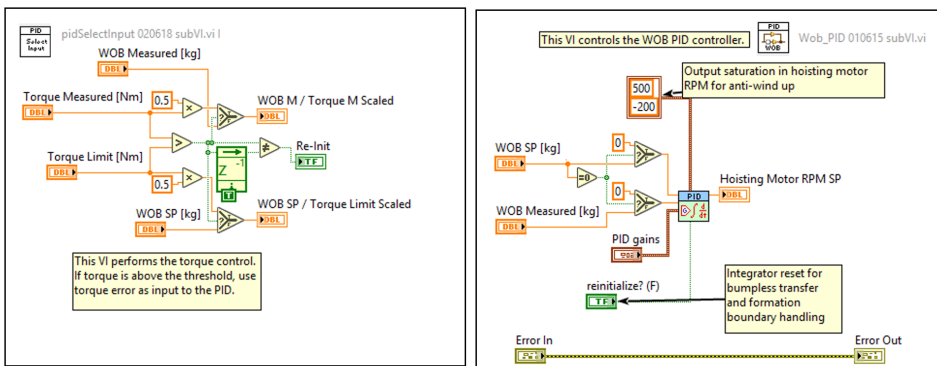 PID
Select
Input
pidSelectInput 020618 subVI.vi I
WOB Measured [kg]
DBL
Torque Measured [Nm]
DBL
0.5
×
?
T
F
WOB M / Torque M Scaled
DBL
>
≠
Re-Init
TF
Z
-1
T
Torque Limit [Nm]
DBL
0.5
×
WOB SP [kg]
DBL
?
T
F
WOB SP / Torque Limit Scaled
DBL
This VI performs the torque control.
If torque is above the threshold, use
torque error as input to the PID.
This VI controls the WOB PID controller.
PID
WOB
Wob_PID 010615 subVI.vi
Output saturation in hoisting motor
RPM for anti-wind up
500
-200
WOB SP [kg]
DBL
=0
0
?
T
F
0
?
T
F
WOB Measured [kg]
DBL
PID
Hoisting Motor RPM SP
DBL
PID gains
reinitialize? (F)
TF
Integrator reset for
bumpless transfer
and formation
boundary handling
Error In
Error Out